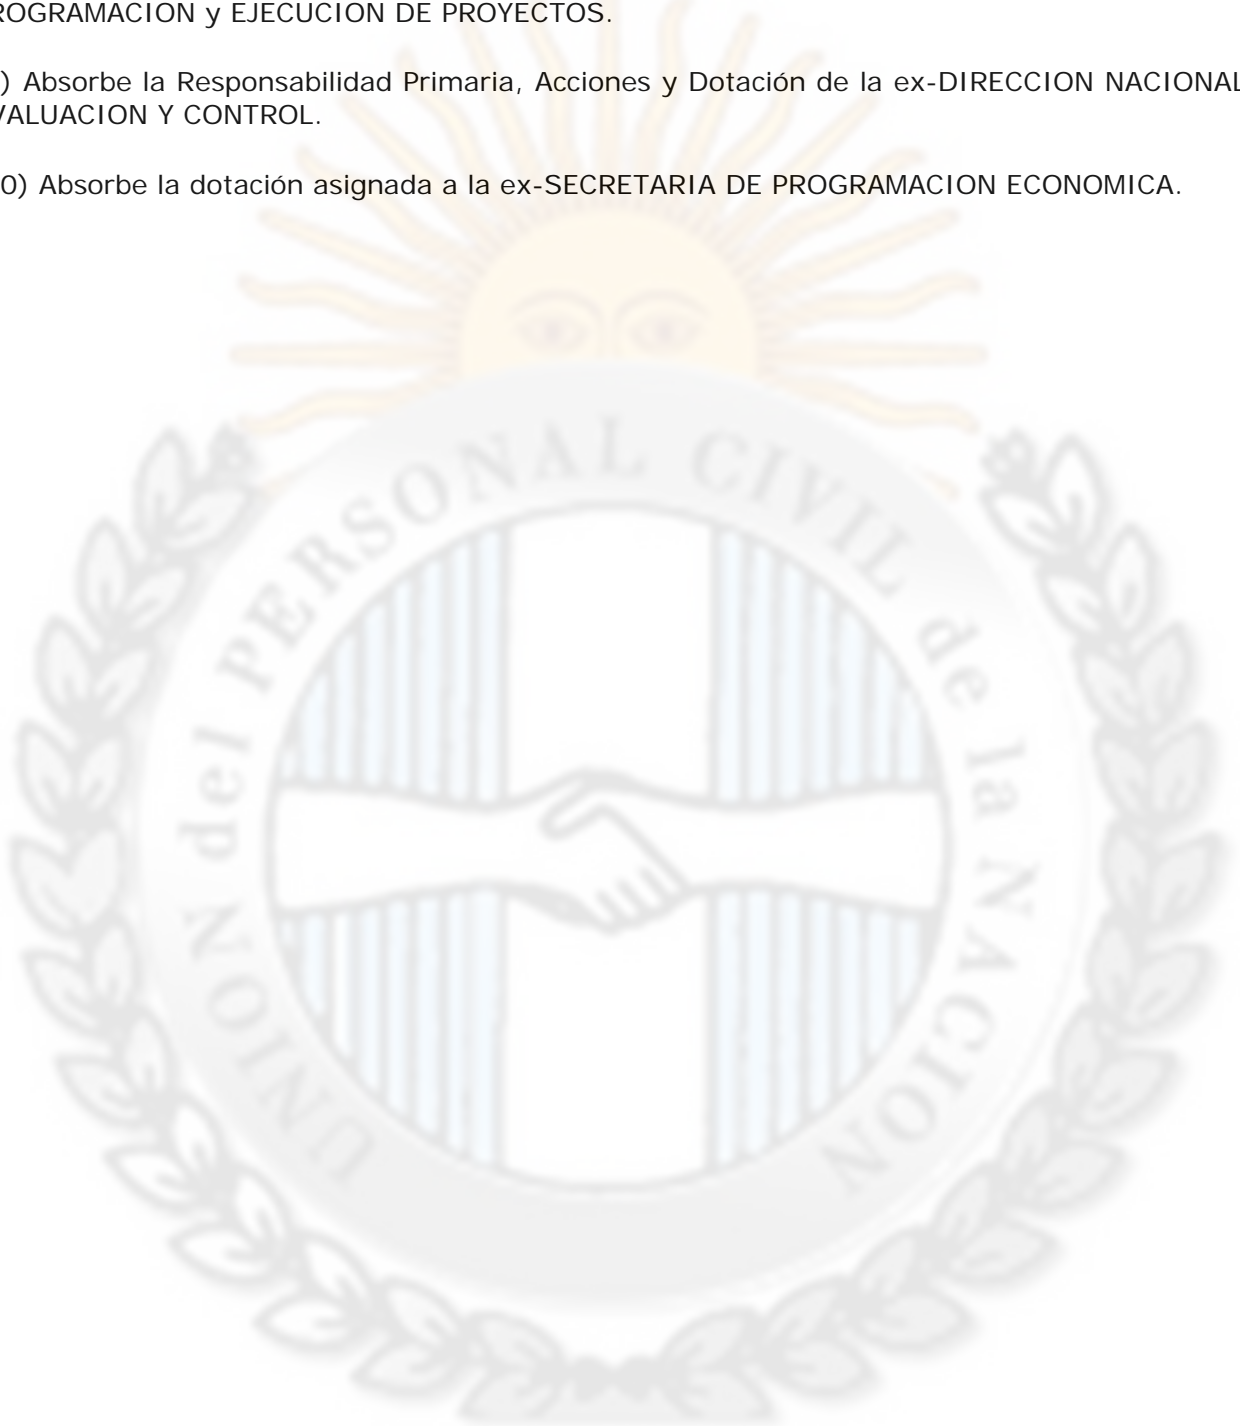 ROGRAMACION y EJECUCION DE PROYECTOS.
) Absorbe la Responsabilidad Primaria, Acciones y Dotación de la ex-DIRECCION NACIONAL
VALUACION Y CONTROL.
0) Absorbe la dotación asignada a la ex-SECRETARIA DE PROGRAMACION ECONOMICA.
UNION del PERSONAL CIVIL de la NACION